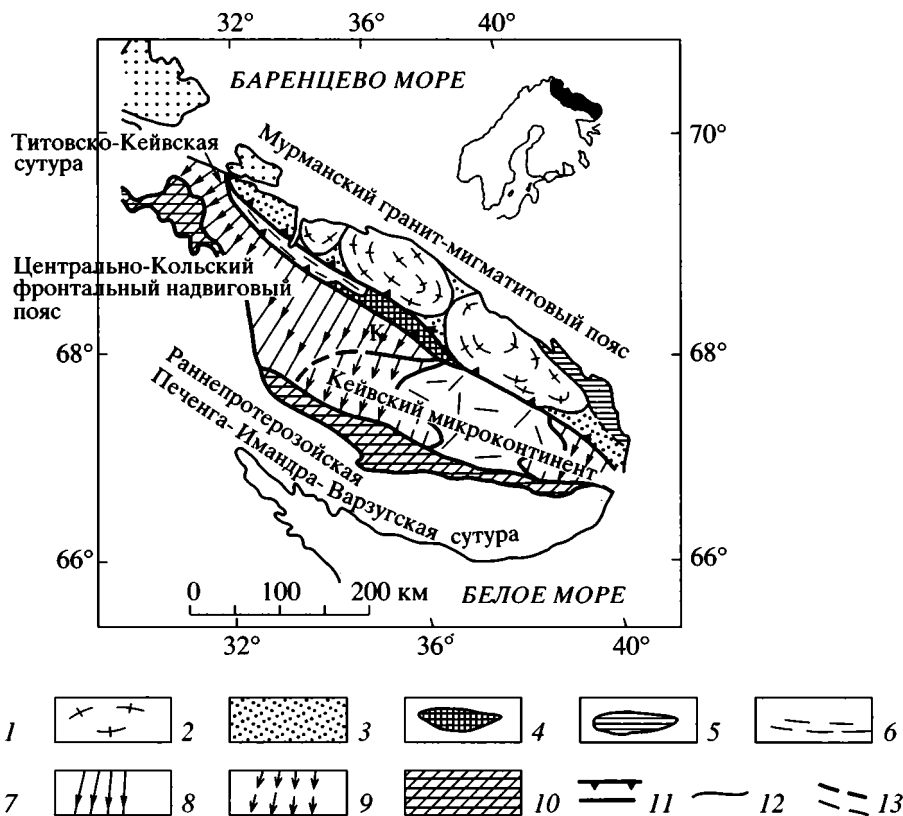 32° 36° 40°
БАРЕНЦЕВО МОРЕ
70°
Титовско-Кейвская
сутура
Мурманский гранит-мигматитовый пояс
Центрально-Кольский
фронтальный надвиговый
пояс
К
68° 68°
Кейвский микроконтинент
Раннепротерозойская
Печенга- Имандра- Варзугская сутура
66° 66°
0 100 200 км
БЕЛОЕ МОРЕ
32° 36° 40°
1 2 3 4 5 6
7 8 9 10 11 12 13